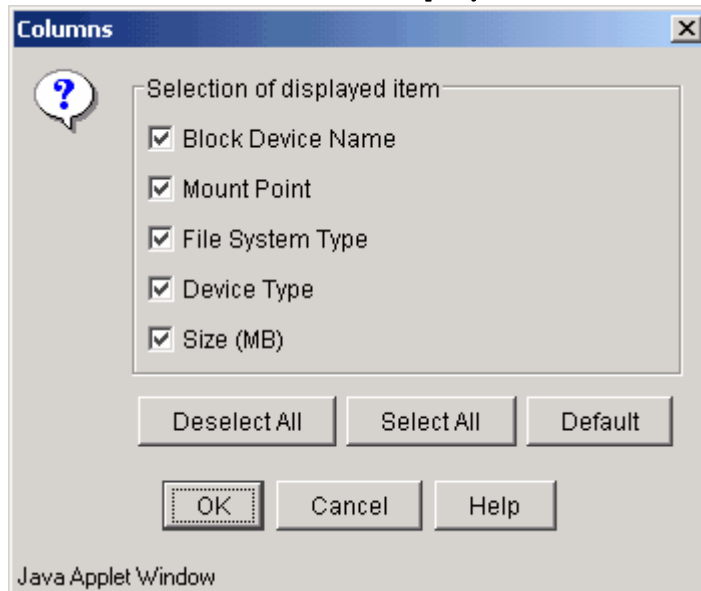 Columns
Selection of displayed item
Block Device Name
Mount Point
File System Type
Device Type
Size (MB)
Deselect All Select All Default
OK Cancel Help
Java Applet Window